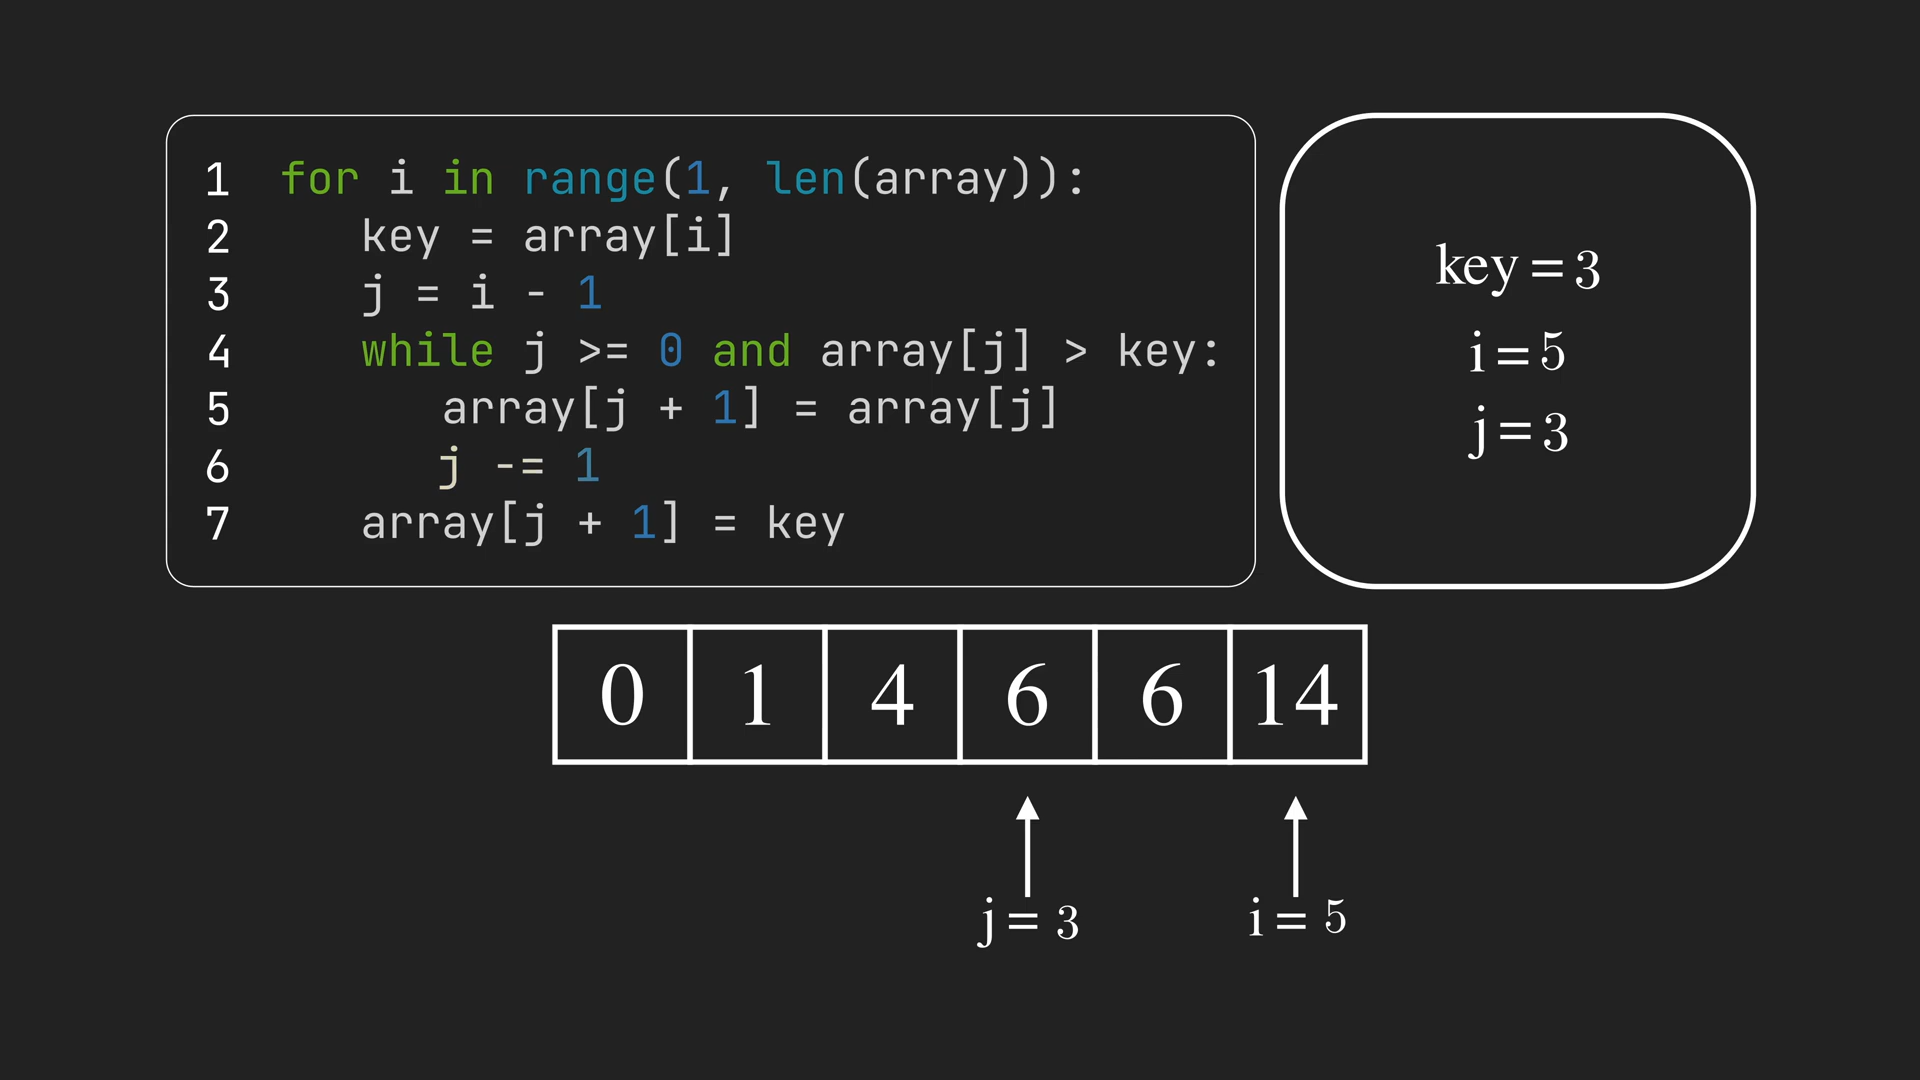 1 for i in range(1, len(array)):
2 key = array[i]
3 j = i - 1
4 while j >= 0 and array[j] > key:
5 array[j + 1] = array[j]
6 j -= 1
7 array[j + 1] = key
key = 3
i = 5
j = 3
0 1 4 6 6 14
j = 3 i = 5